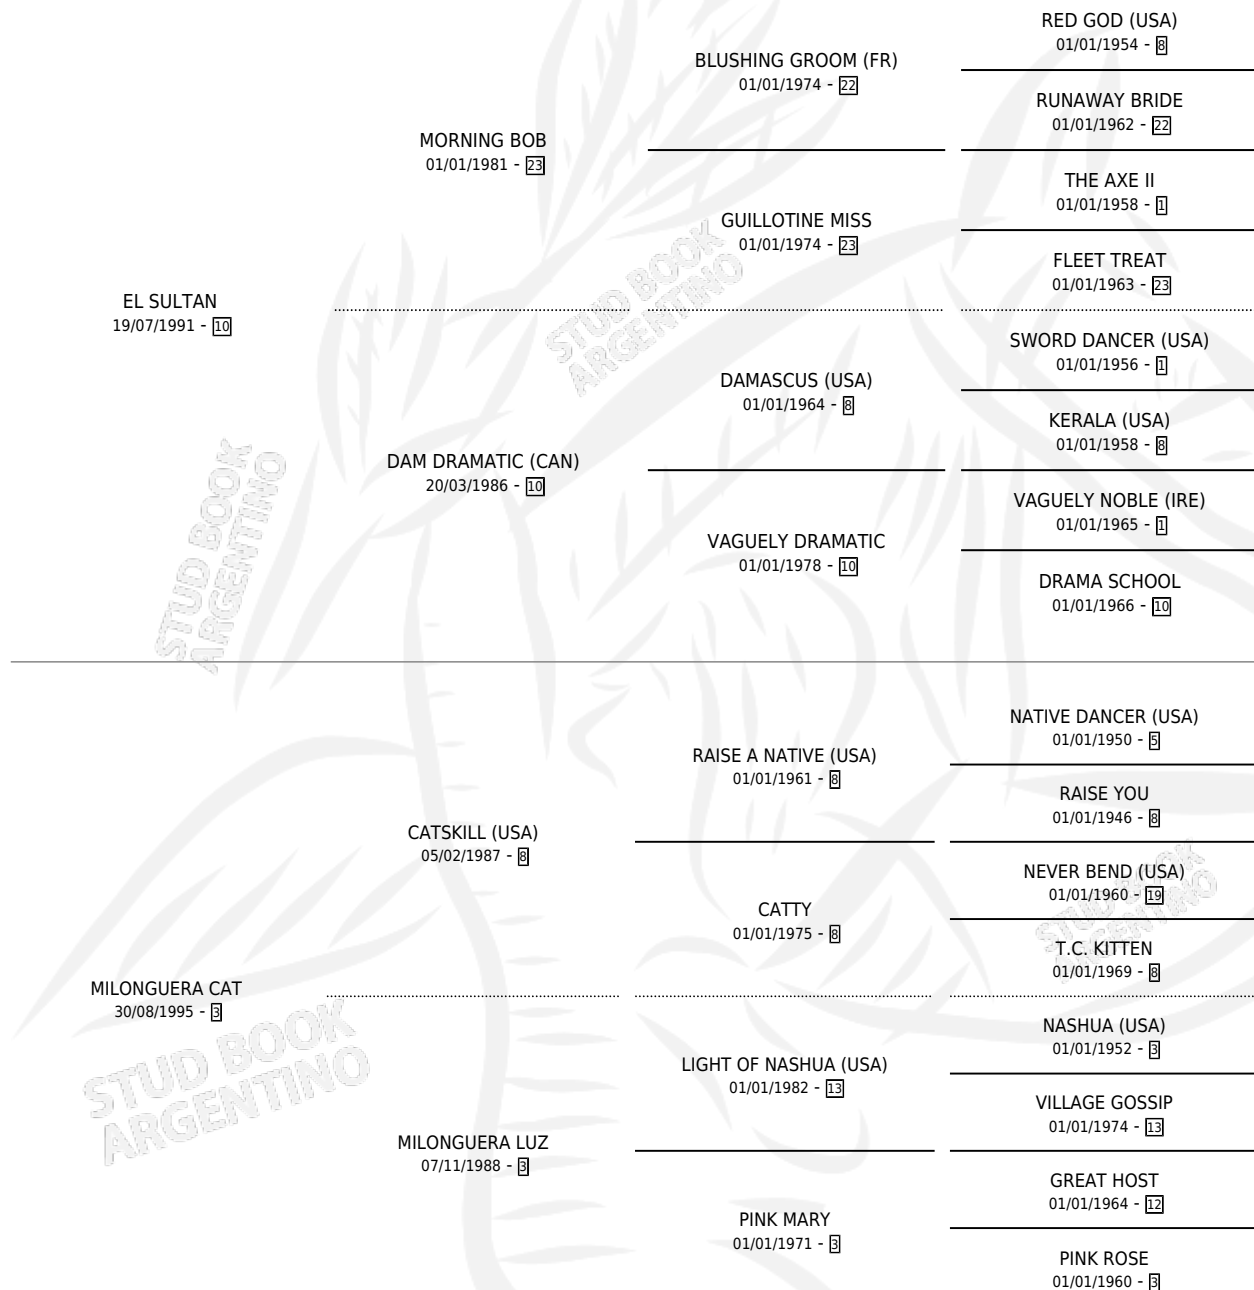 RED GOD (USA)
01/01/1954 - 8
BLUSHING GROOM (FR)
01/01/1974 - 22
RUNAWAY BRIDE
01/01/1962 - 22
MORNING BOB
01/01/1981 - 23
THE AXE II
01/01/1958 - 1
GUILLOTINE MISS
01/01/1974 - 23
FLEET TREAT
01/01/1963 - 23
EL SULTAN
19/07/1991 - 10
SWORD DANCER (USA)
01/01/1956 - 1
DAMASCUS (USA)
01/01/1964 - 8
KERALA (USA)
01/01/1958 - 8
DAM DRAMATIC (CAN)
20/03/1986 - 10
VAGUELY NOBLE (IRE)
01/01/1965 - 1
VAGUELY DRAMATIC
01/01/1978 - 10
DRAMA SCHOOL
01/01/1966 - 10
NATIVE DANCER (USA)
01/01/1950 - 5
RAISE A NATIVE (USA)
01/01/1961 - 8
RAISE YOU
01/01/1946 - 8
CATSKILL (USA)
05/02/1987 - 8
NEVER BEND (USA)
01/01/1960 - 19
CATTY
01/01/1975 - 8
T.C. KITTEN
01/01/1969 - 8
MILONGUERA CAT
30/08/1995 - 3
NASHUA (USA)
01/01/1952 - 3
LIGHT OF NASHUA (USA)
01/01/1982 - 13
VILLAGE GOSSIP
01/01/1974 - 13
MILONGUERA LUZ
07/11/1988 - 3
GREAT HOST
01/01/1964 - 12
PINK MARY
01/01/1971 - 3
PINK ROSE
01/01/1960 - 3
STUD BOOK
ARGENTINO
STUD BOOK
ARGENTINO
STUD BOOK
ARGENTINO
STUD BOOK
ARGENTINO